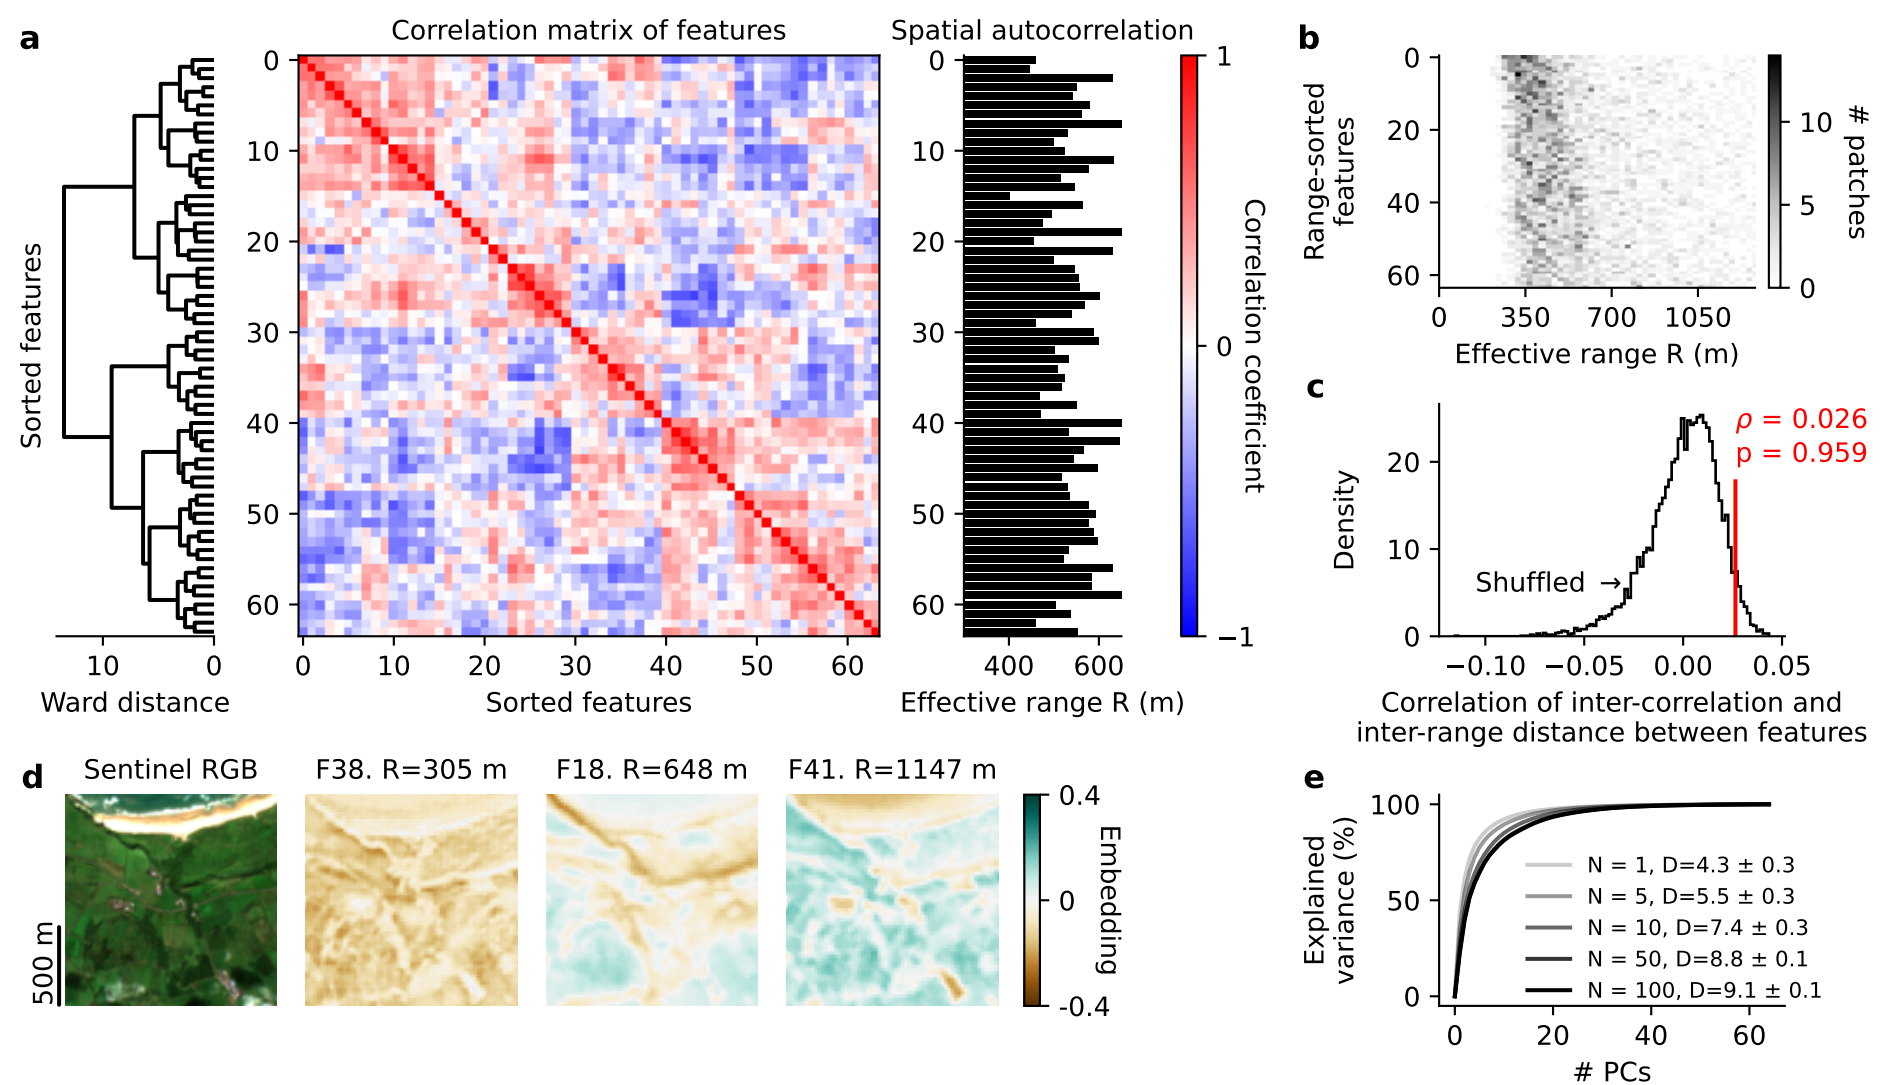 a
Correlation matrix of features
Spatial autocorrelation
Sorted features
0
10
20
30
40
50
60
10
0
Ward distance
0
10
20
30
40
50
60
Sorted features
0
10
20
30
40
50
60
400
600
Effective range R (m)
1
0
−1
Correlation coefficient
b
Range-sorted
features
0
20
40
60
0
350
700
1050
Effective range R (m)
10
5
0
# patches
c
Density
20
10
0
ρ = 0.026
p = 0.959
Shuffled →
−0.10
−0.05
0.00
0.05
Correlation of inter-correlation and
inter-range distance between features
d
Sentinel RGB
F38. R=305 m
F18. R=648 m
F41. R=1147 m
500 m
0.4
0
-0.4
Embedding
e
Explained
variance (%)
100
50
0
N = 1, D=4.3 ± 0.3
N = 5, D=5.5 ± 0.3
N = 10, D=7.4 ± 0.3
N = 50, D=8.8 ± 0.1
N = 100, D=9.1 ± 0.1
0
20
40
60
# PCs